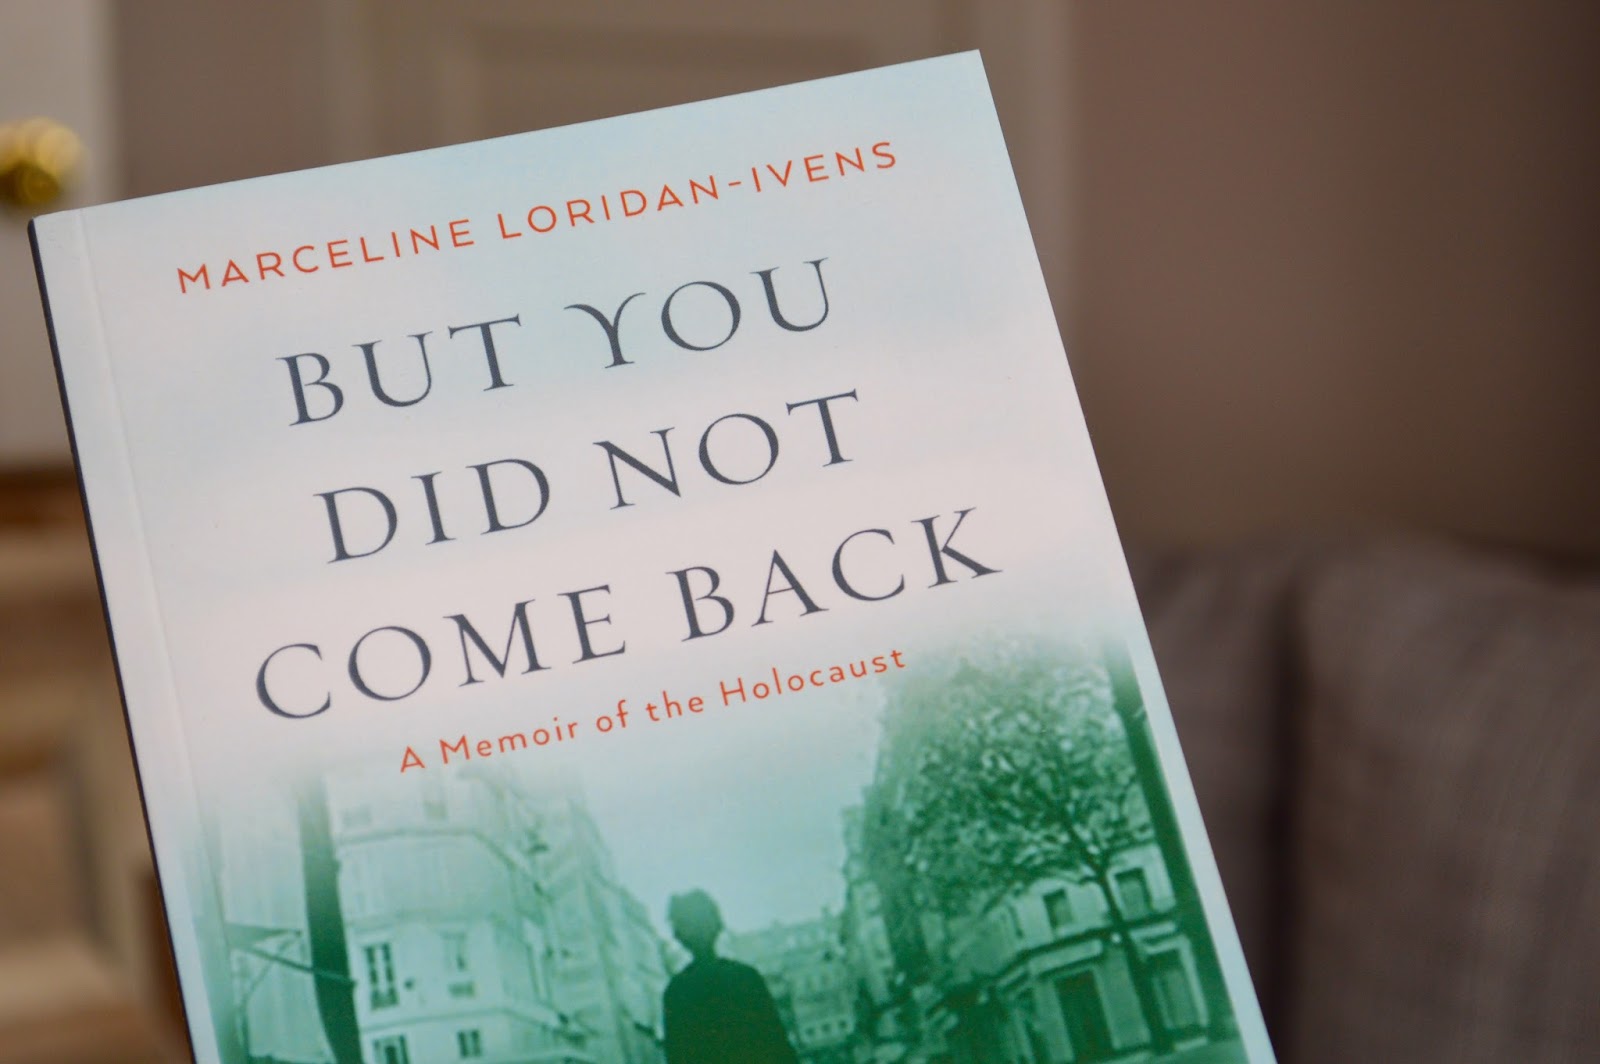 MARCELINE LORIDAN-IVENS
BUT YOU
DID NOT
COME BACK
A Memoir of the Holocaust